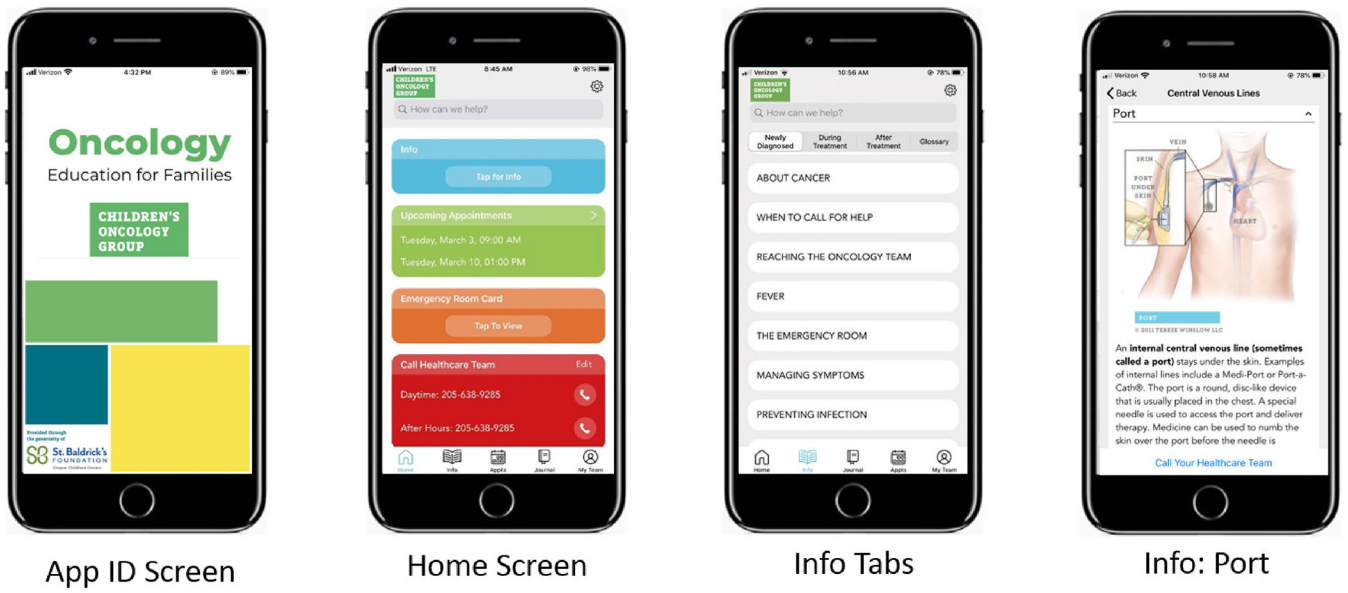 Verizon
4:32 PM
89%
Oncology
Education for Families
CHILDREN'S
ONCOLOGY
GROUP
Provided through
the generosity of
St. Baldrick's
FOUNDATION
Conquer Childhood Cancers
App ID Screen
Verizon LTE
8:45 AM
98%
CHILDREN'S
ONCOLOGY
GROUP
How can we help?
Info
Tap for Info
Upcoming Appointments
Tuesday, March 3, 09:00 AM
Tuesday, March 10, 01:00 PM
Emergency Room Card
Tap To View
Call Healthcare Team Edit
Daytime: 205-638-9285
After Hours: 205-638-9285
Home Info Appts Journal My Team
Home Screen
Verizon
10:56 AM
78%
CHILDREN'S
ONCOLOGY
GROUP
How can we help?
Newly Diagnosed
During Treatment
After Treatment
Glossary
ABOUT CANCER
WHEN TO CALL FOR HELP
REACHING THE ONCOLOGY TEAM
FEVER
THE EMERGENCY ROOM
MANAGING SYMPTOMS
PREVENTING INFECTION
Home Info Journal Appts My Team
Info Tabs
Verizon
10:58 AM
78%
Back Central Venous Lines
Port
VEIN
SKIN
PORT
UNDER
SKIN
HEART
PORT
© 2011 TERESE WINSLOW LLC
An internal central venous line (sometimes
called a port) stays under the skin. Examples
of internal lines include a Medi-Port or Port-a-
Cath®. The port is a round, disc-like device
that is usually placed in the chest. A special
needle is used to access the port and deliver
therapy. Medicine can be used to numb the
skin over the port before the needle is
Call Your Healthcare Team
Info: Port